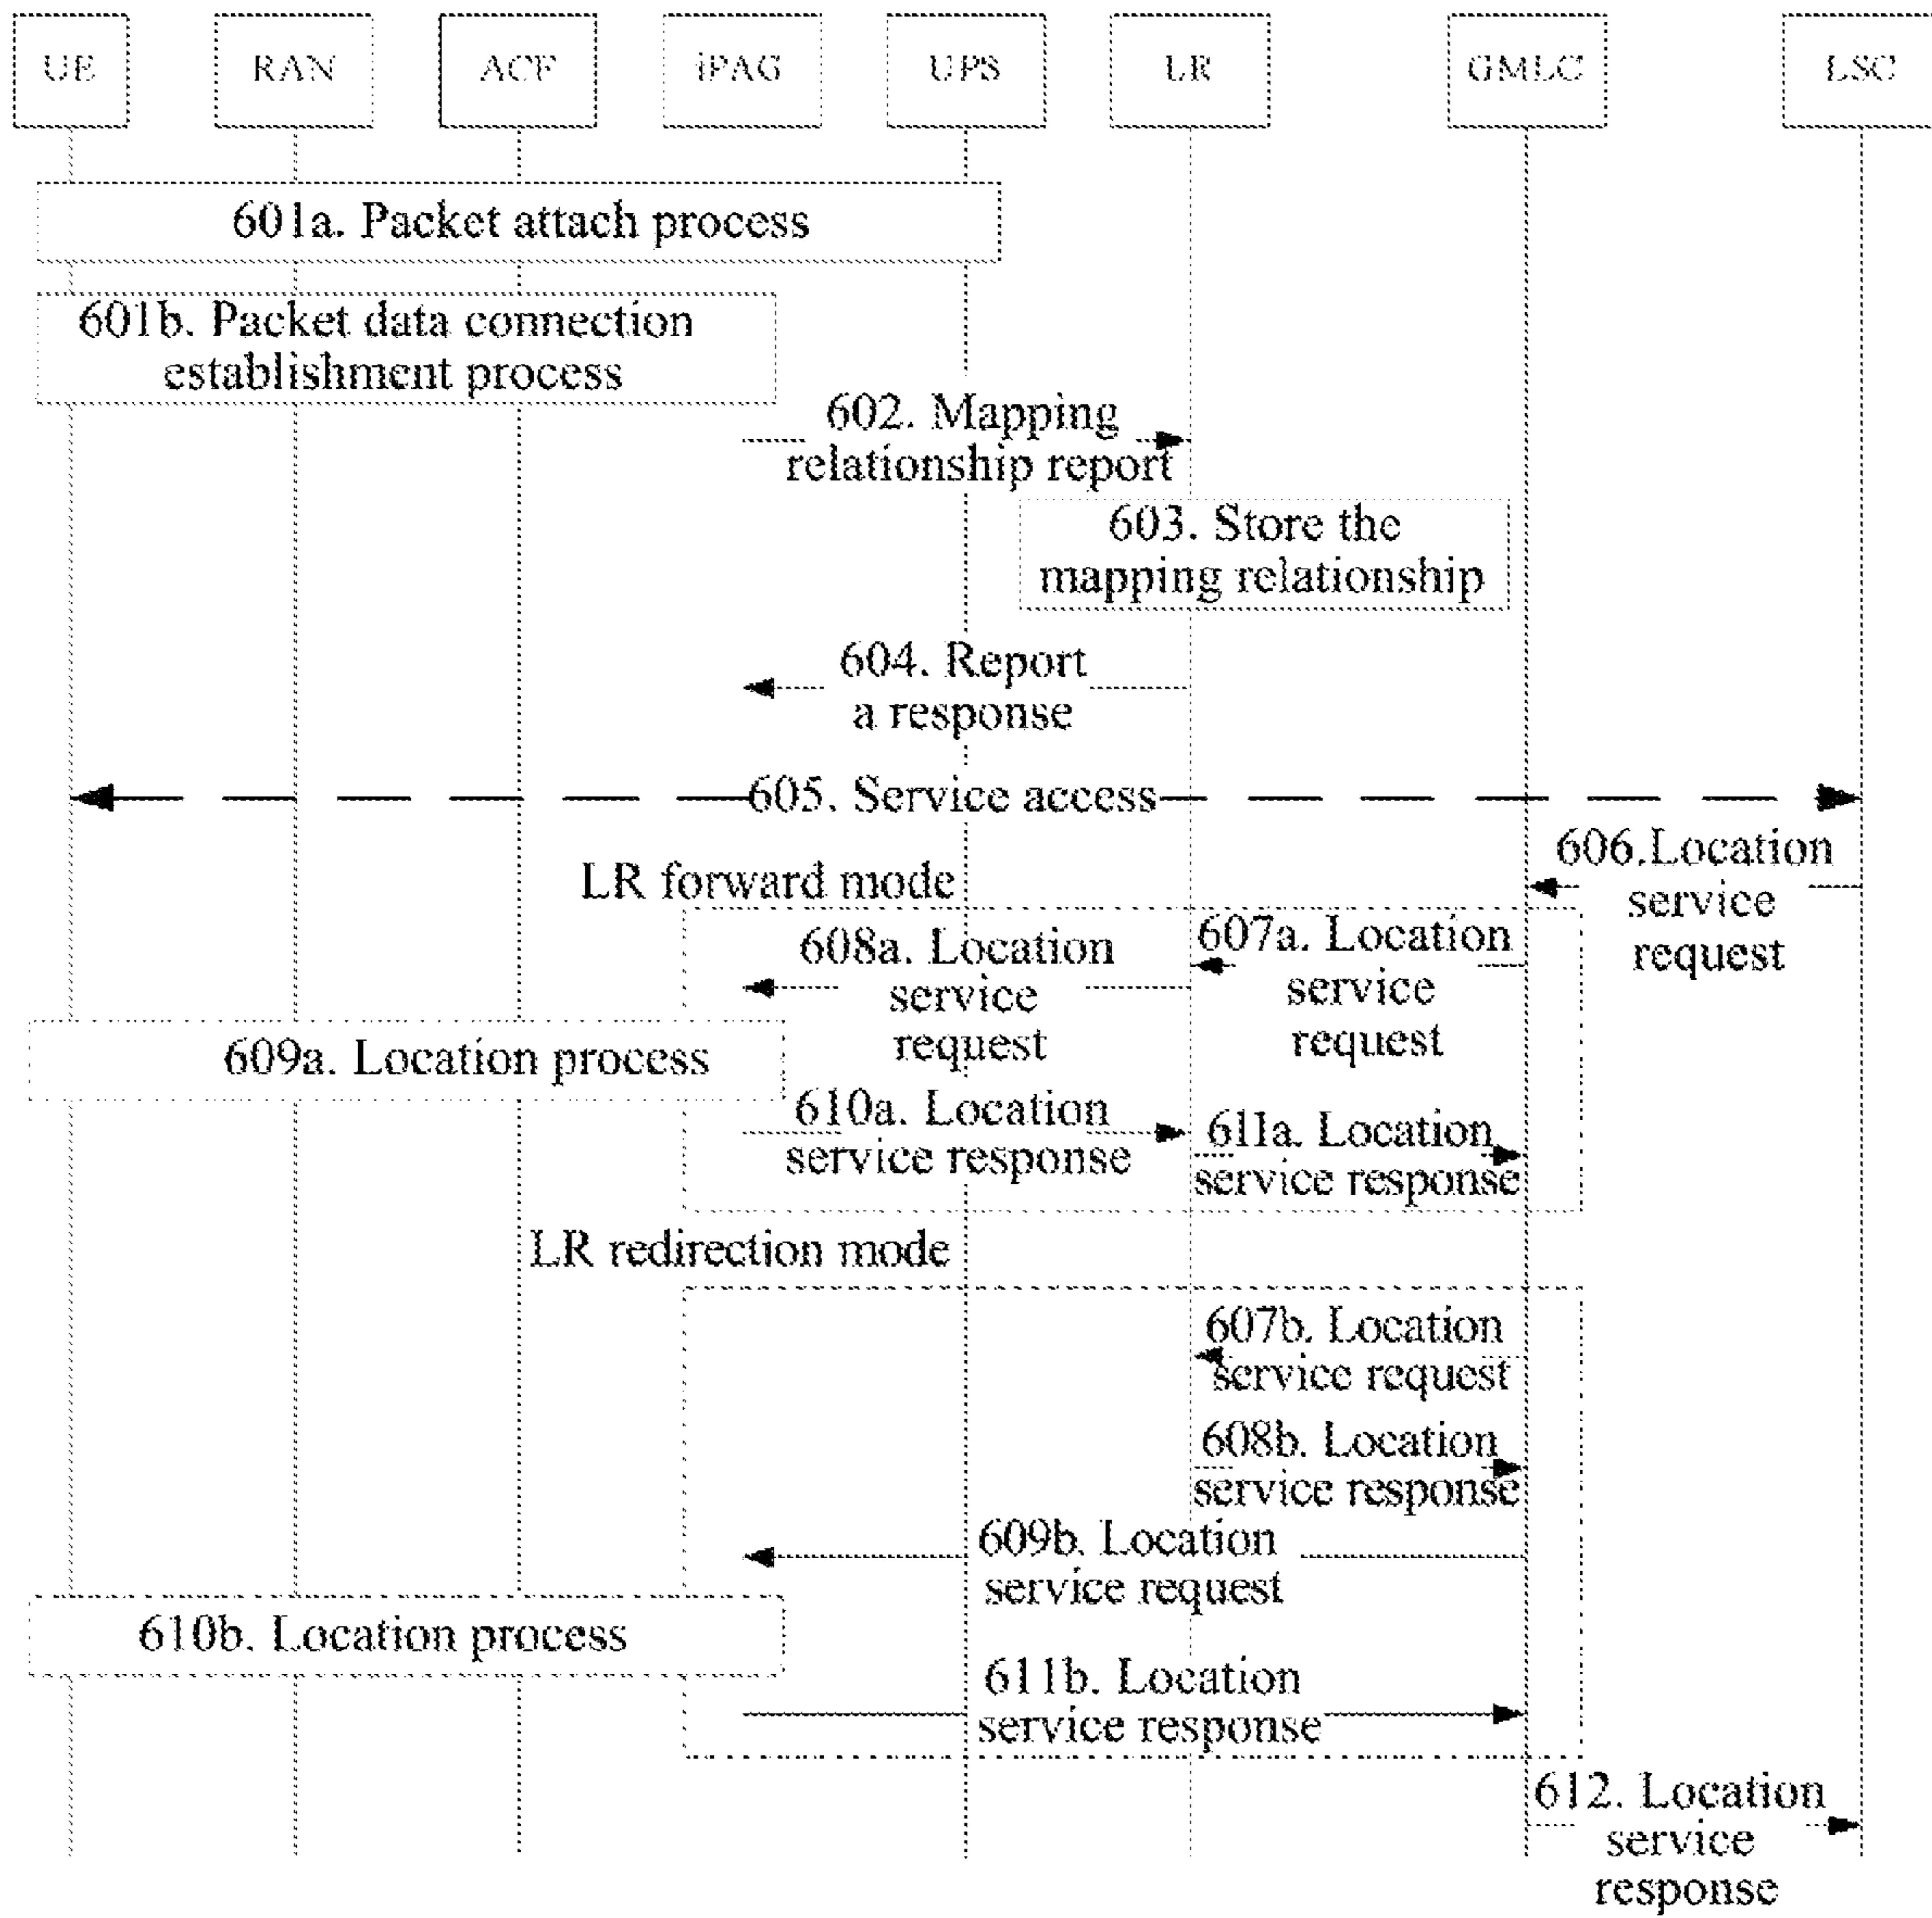 UE RAN ACF iPAG UPS LR GMLC LSC
601a. Packet attach process
601b. Packet data connection
establishment process
602. Mapping
relationship report
603. Store the
mapping relationship
604. Report
a response
605. Service access
606.Location
service
request
LR forward mode
607a. Location
service
request
608a. Location
service
request
609a. Location process
610a. Location
service response
611a. Location
service response
LR redirection mode
607b. Location
service request
608b. Location
service response
609b. Location
service request
610b. Location process
611b. Location
service response
612. Location
service
response